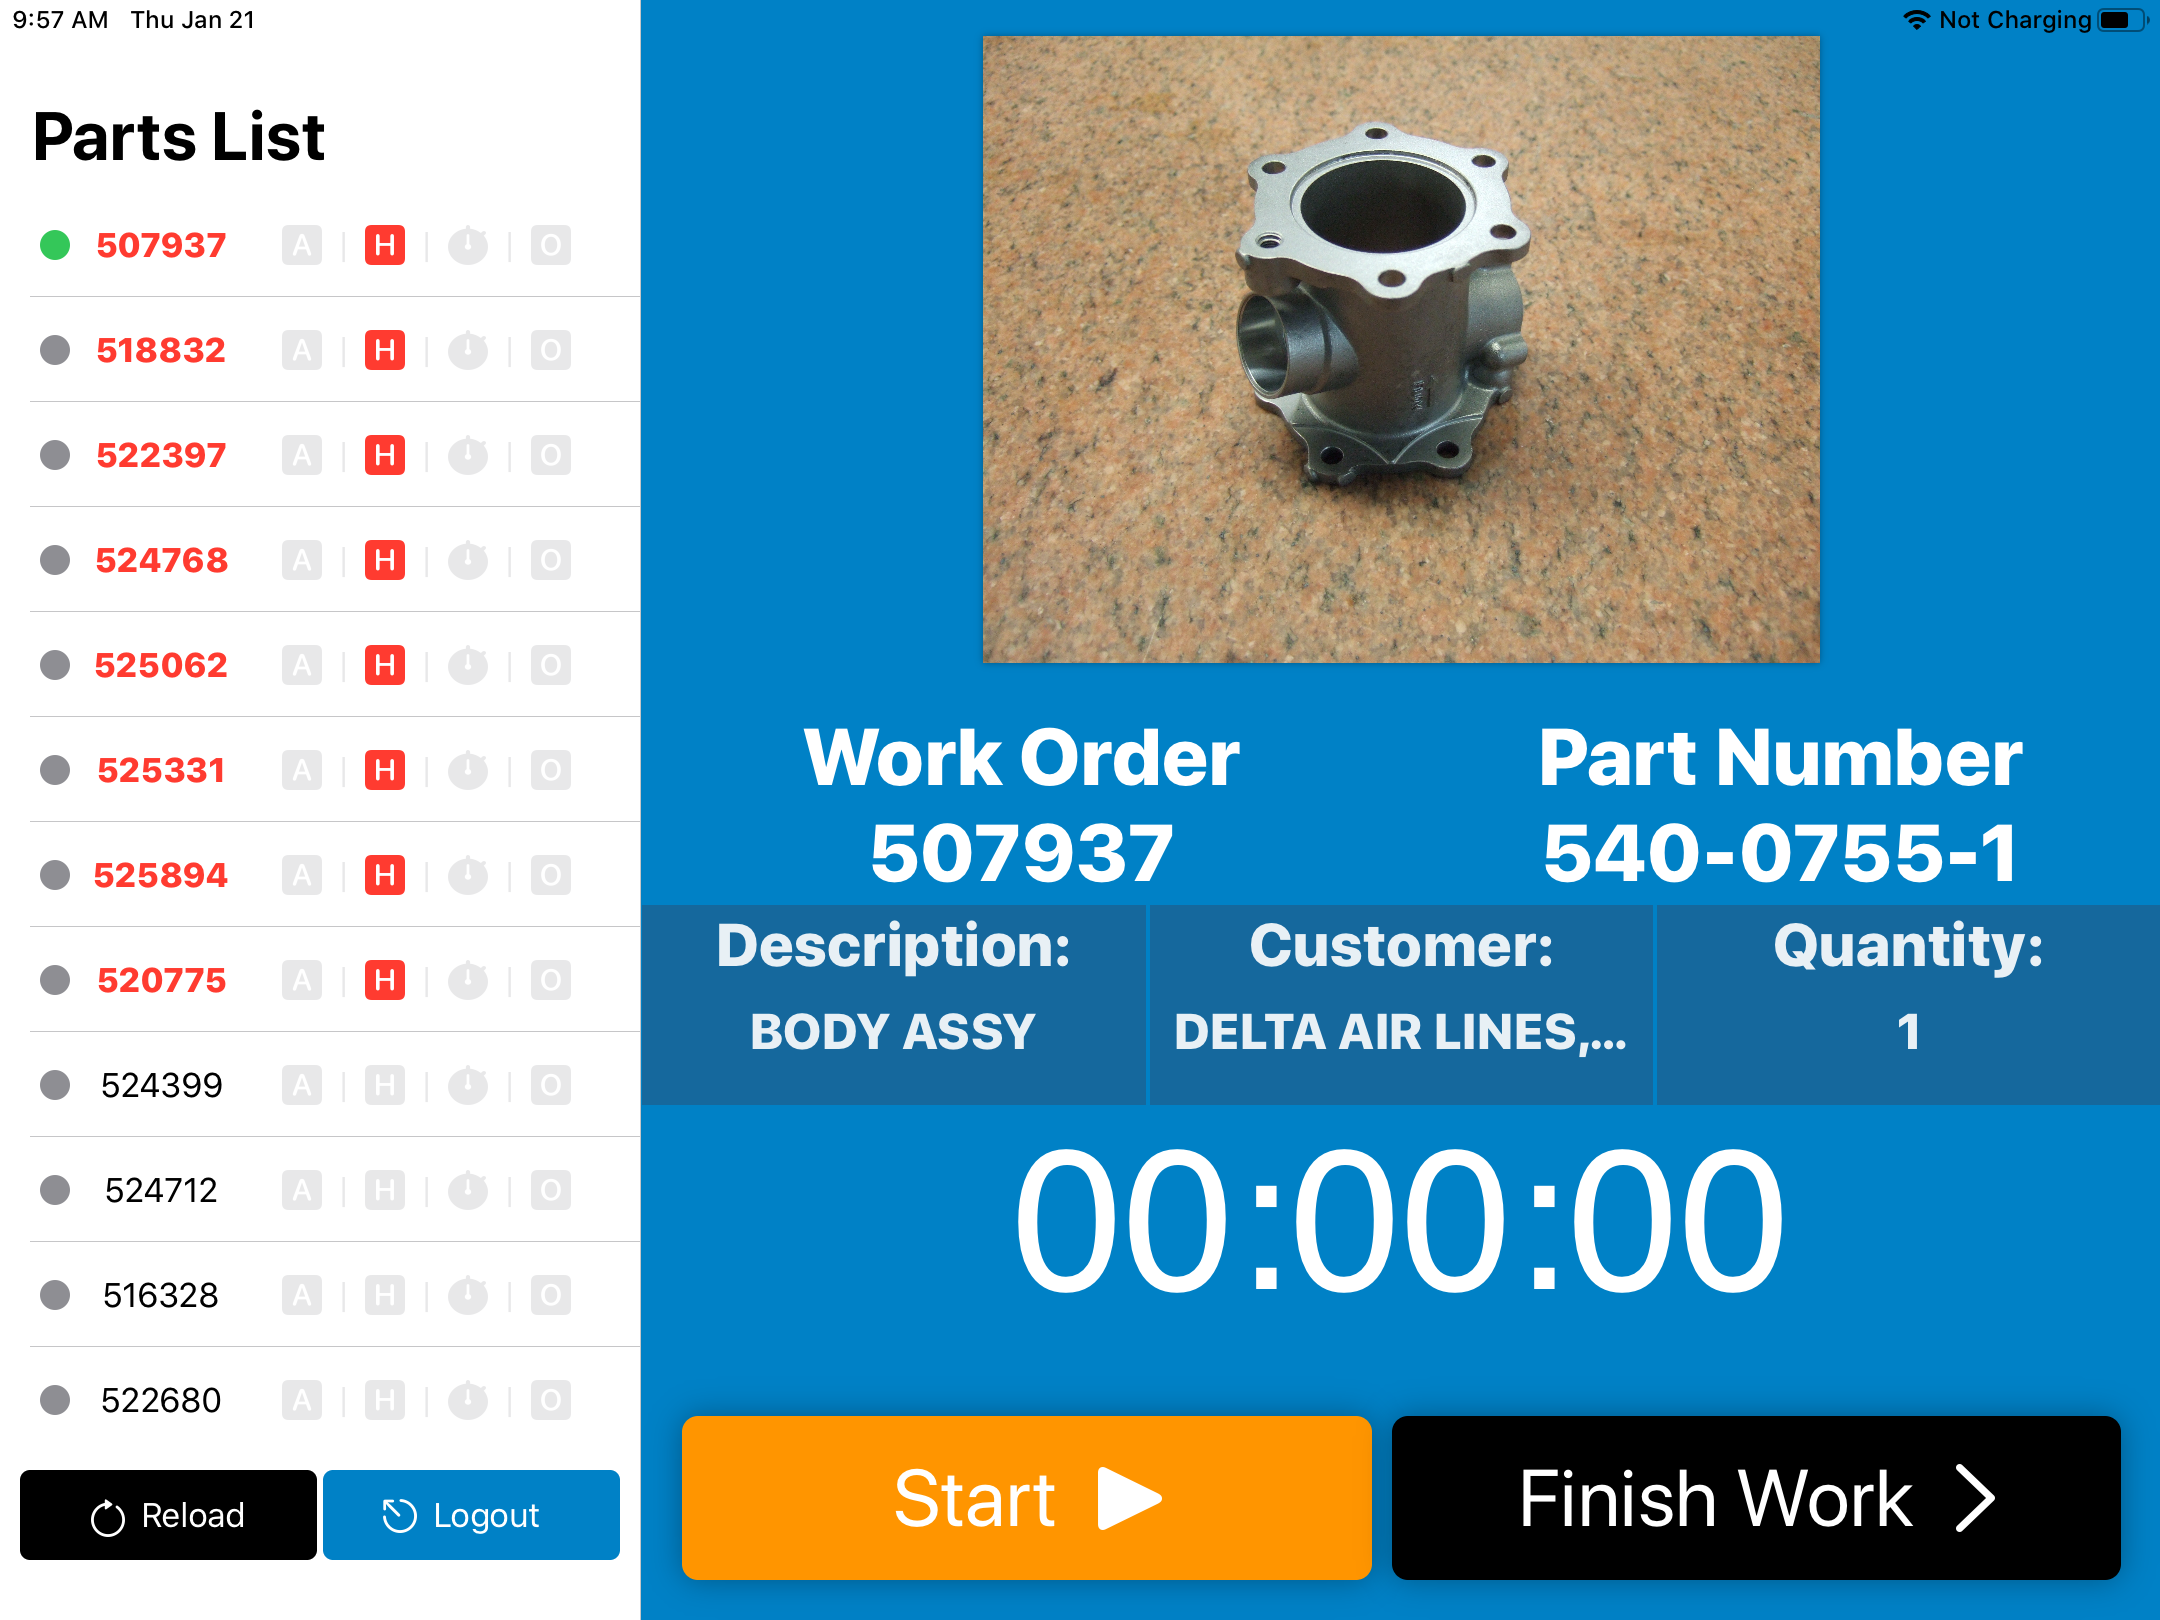 9:57 AM Thu Jan 21
Not Charging
Parts List
507937 A | H | | O
518832 A | H | | O
522397 A | H | | O
524768 A | H | | O
525062 A | H | | O
525331 A | H | | O
525894 A | H | | O
520775 A | H | | O
524399 A | H | | O
524712 A | H | | O
516328 A | H | | O
522680 A | H | | O
Reload
Logout
Work Order
507937
Part Number
540-0755-1
Description:
BODY ASSY
Customer:
DELTA AIR LINES,...
Quantity:
1
00:00:00
Start
Finish Work